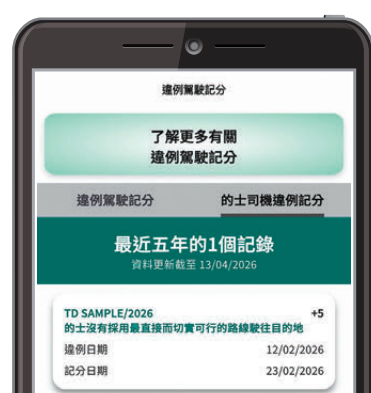 違例駕駛記分
了解更多有關
違例駕駛記分
違例駕駛記分 的士司機違例記分
最近五年的1個記錄
資料更新截至 13/04/2026
TD SAMPLE/2026 +5
的士沒有採用最直接而切實可行的路線駛往目的地
違例日期 12/02/2026
記分日期 23/02/2026